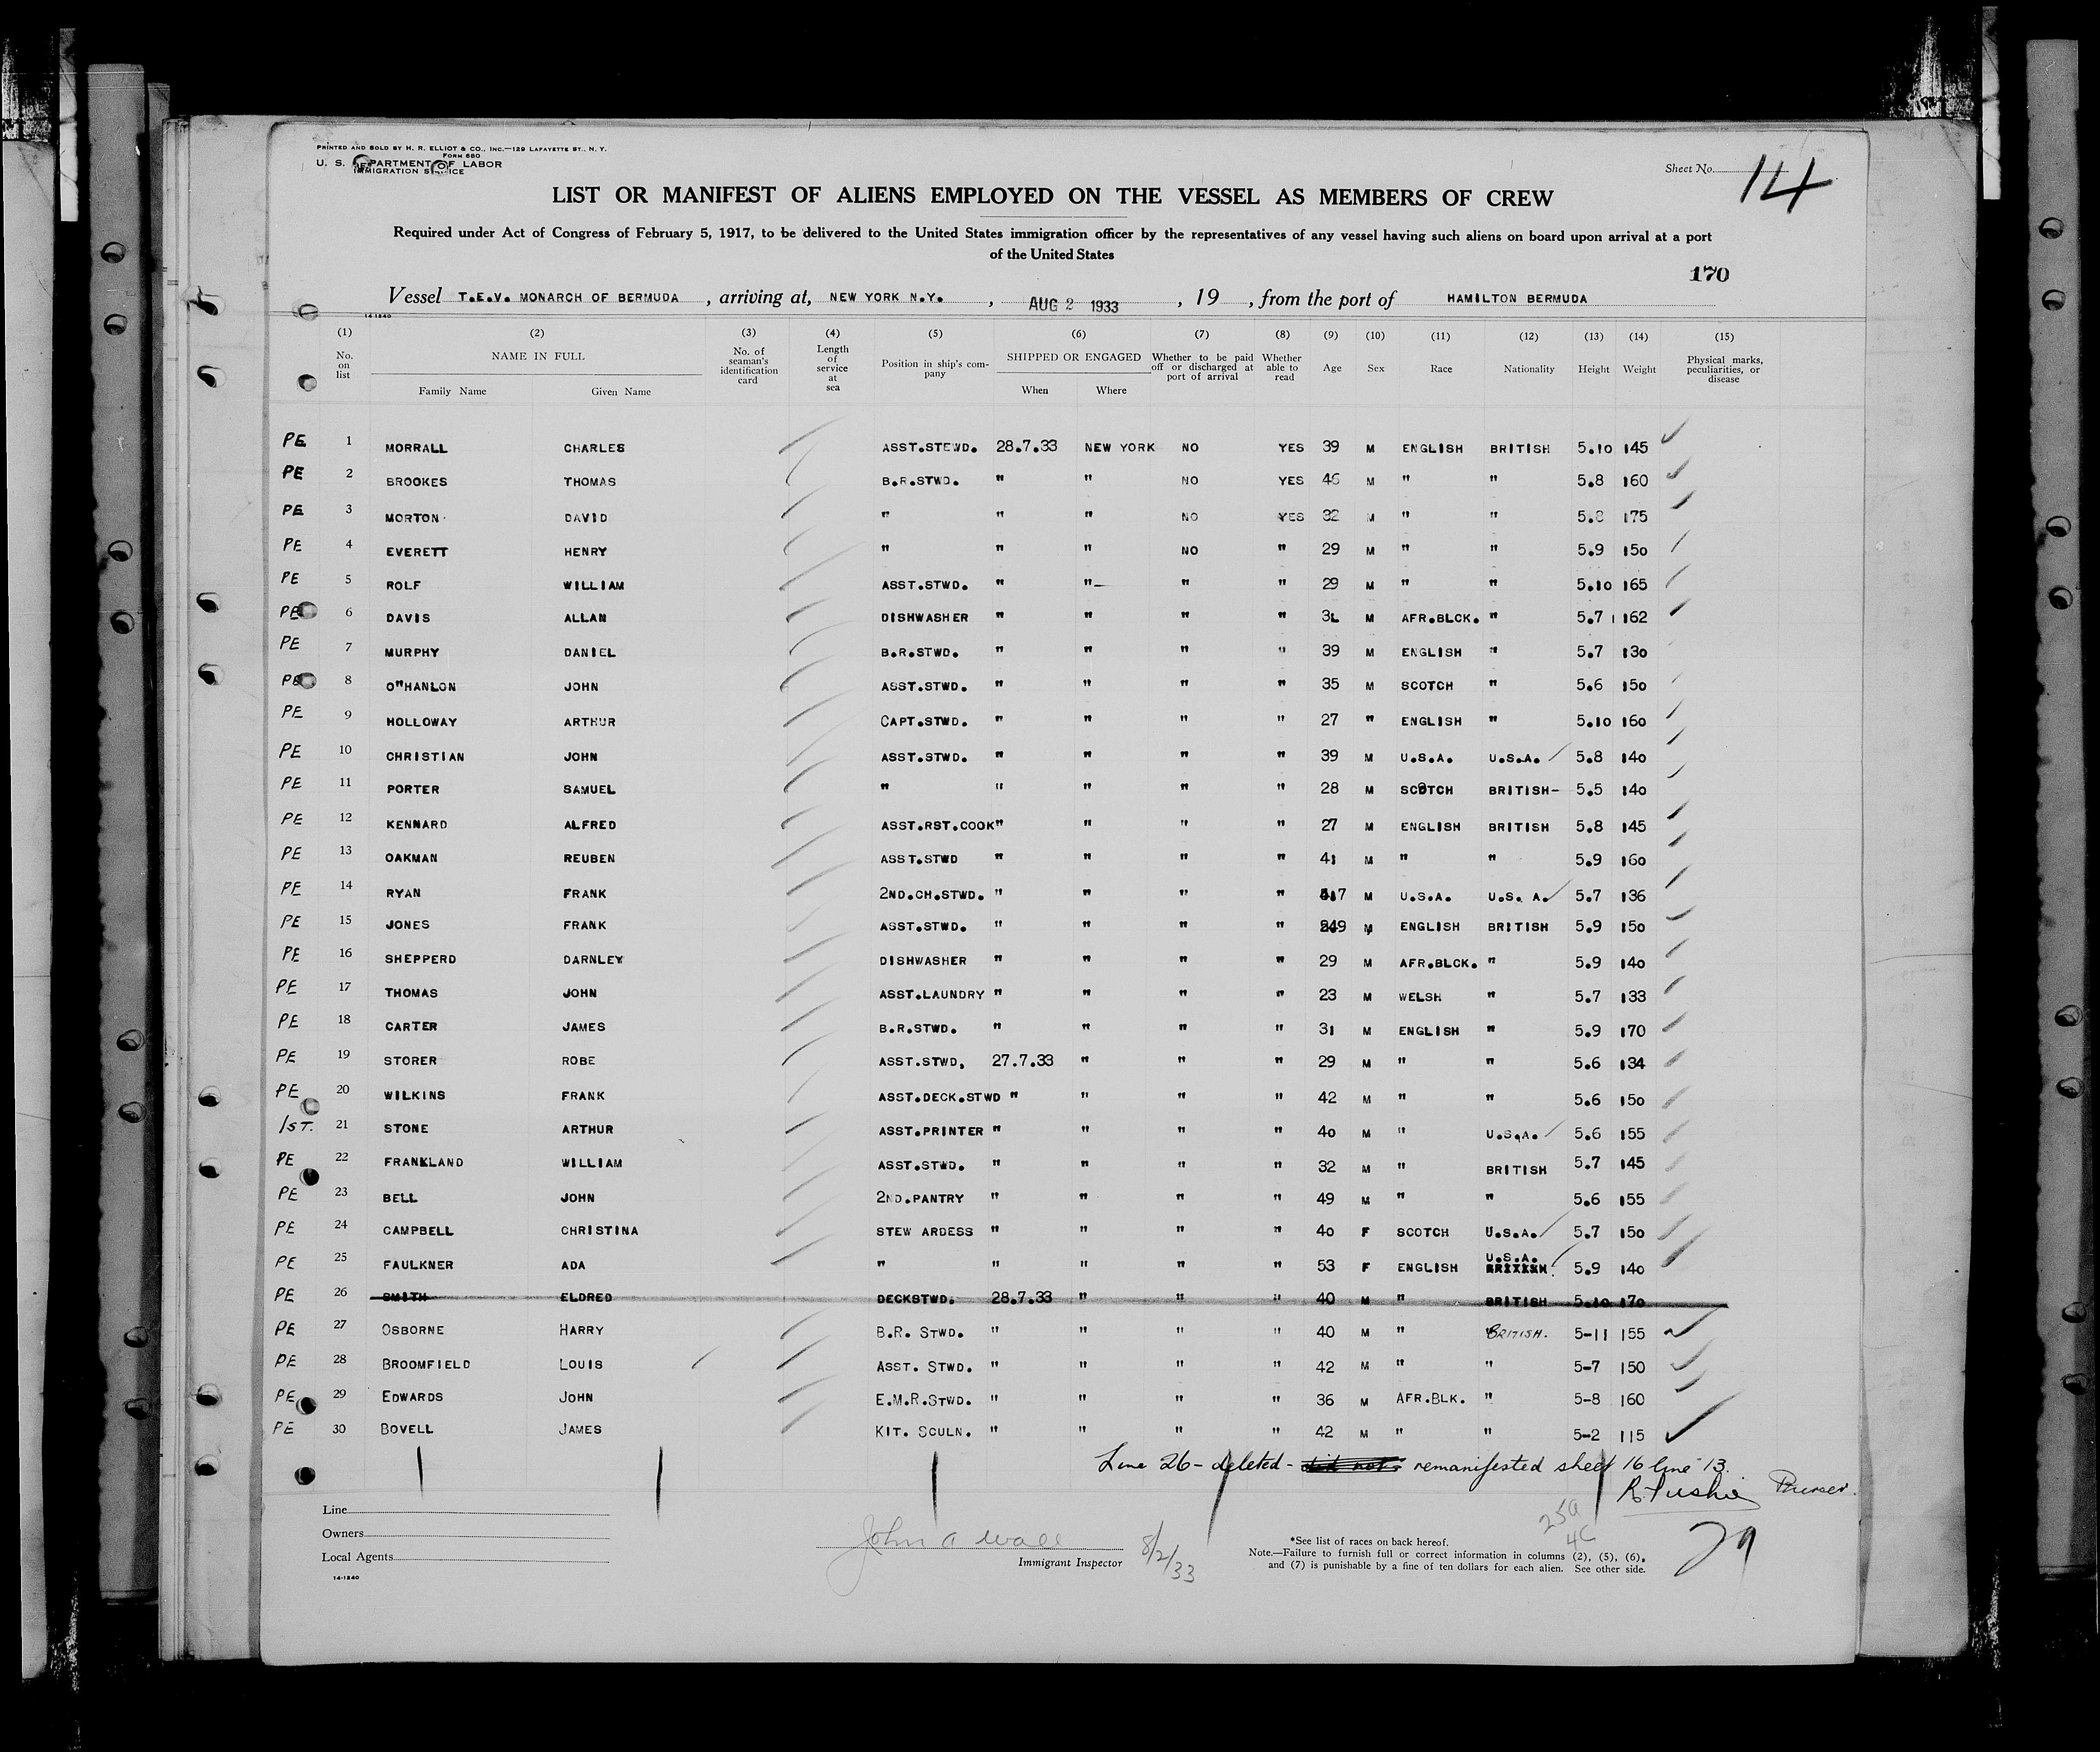 PRINTED AND SOLD BY H. R. ELLIOT & CO., INC.—129 LAFAYETTE ST., N. Y.
FORM 680
U. S. DEPARTMENT OF LABOR
IMMIGRATION SERVICE
Sheet No. 14
LIST OR MANIFEST OF ALIENS EMPLOYED ON THE VESSEL AS MEMBERS OF CREW
Required under Act of Congress of February 5, 1917, to be delivered to the United States immigration officer by the representatives of any vessel having such aliens on board upon arrival at a port
of the United States
170
Vessel T.E.V. MONARCH OF BERMUDA , arriving at, NEW YORK N.Y. , AUG 2 1933 , 19 , from the port of HAMILTON BERMUDA
14-1240
(1) (2) (3) (4) (5) (6) (7) (8) (9) (10) (11) (12) (13) (14) (15)
No. on list NAME IN FULL Family Name Given Name No. of seaman's identification card Length of service at sea Position in ship's company SHIPPED OR ENGAGED When Where Whether to be paid off or discharged at port of arrival Whether able to read Age Sex Race Nationality Height Weight Physical marks, peculiarities, or disease
PE 1 MORRALL CHARLES ASST.STEWD. 28.7.33 NEW YORK NO YES 39 M ENGLISH BRITISH 5.10 145
PE 2 BROOKES THOMAS B.R.STWD. " " NO YES 46 M " " 5.8 160
PE 3 MORTON DAVID " " " NO YES 32 M " " 5.8 175
PE 4 EVERETT HENRY " " " NO " 29 M " " 5.9 150
PE 5 ROLF WILLIAM ASST.STWD. " " " " 29 M " " 5.10 165
PE 6 DAVIS ALLAN DISHWASHER " " " " M AFR.BLCK. " 5.7 162
PE 7 MURPHY DANIEL B.R.STWD. " " " " 39 M ENGLISH " 5.7 130
PE 8 O"HANLON JOHN ASST.STWD. " " " " 35 M SCOTCH " 5.6 150
PE 9 HOLLOWAY ARTHUR CAPT.STWD. " " " " 27 " ENGLISH " 5.10 160
PE 10 CHRISTIAN JOHN ASST.STWD. " " " " 39 M U.S.A. U.S.A. 5.8 140
PE 11 PORTER SAMUEL " " " " " 28 M SCOTCH BRITISH- 5.5 140
PE 12 KENNARD ALFRED ASST.RST.COOK " " " " 27 M ENGLISH BRITISH 5.8 145
PE 13 OAKMAN REUBEN ASST.STWD " " " " 41 M " " 5.9 160
PE 14 RYAN FRANK 2ND.CH.STWD. " " " " M U.S.A. U.S. A. 5.7 136
PE 15 JONES FRANK ASST.STWD. " " " " M ENGLISH BRITISH 5.9 150
PE 16 SHEPPERD DARNLEY DISHWASHER " " " " 29 M AFR.BLCK. " 5.9 140
PE 17 THOMAS JOHN ASST.LAUNDRY " " " " 23 M WELSH " 5.7 133
PE 18 CARTER JAMES B.R.STWD. " " " " 31 M ENGLISH " 5.9 170
PE 19 STORER ROBE ASST.STWD, 27.7.33 " " " 29 M " " 5.6 134
PE 20 WILKINS FRANK ASST.DECK.STWD " " " " 42 M " " 5.6 150
1ST. 21 STONE ARTHUR ASST.PRINTER " " " " 40 M " U.S.A. 5.6 155
PE 22 FRANKLAND WILLIAM ASST.STWD. " " " " 32 M " BRITISH 5.7 145
PE 23 BELL JOHN 2ND.PANTRY " " " " 49 M " " 5.6 155
PE 24 CAMPBELL CHRISTINA STEW ARDESS " " " " 40 F SCOTCH U.S.A. 5.7 150
PE 25 FAULKNER ADA " " " " " 53 F ENGLISH U.S.A. 5.9 140
PE 26 SMITH ELDRED DECKSTWD. 28.7.33 " " " 40 M " BRITISH 5.10 170
PE 27 OSBORNE HARRY B.R. STWD. " " " " 40 M " BRITISH. 5-11 155
PE 28 BROOMFIELD LOUIS ASST. STWD. " " " " 42 M " " 5-7 150
PE 29 EDWARDS JOHN E.M.R.STWD. " " " " 36 M AFR.BLK. " 5-8 160
PE 30 BOVELL JAMES KIT. SCULN. " " " " 42 M " " 5-2 115
Line 26 - deleted - did not remanifested sheet 16 line 13.
Purser.
Line
Owners
Local Agents
14-1240
John A Wall
Immigrant Inspector
8/2/33
25a
4C
29
*See list of races on back hereof.
Note.—Failure to furnish full or correct information in columns (2), (5), (6),
and (7) is punishable by a fine of ten dollars for each alien. See other side.